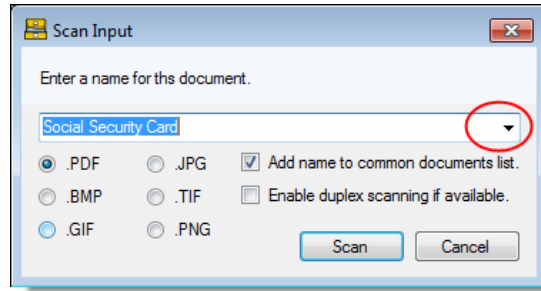 Scan Input
Enter a name for ths document.
Social Security Card
.PDF .JPG Add name to common documents list.
.BMP .TIF Enable duplex scanning if available.
.GIF .PNG
Scan Cancel